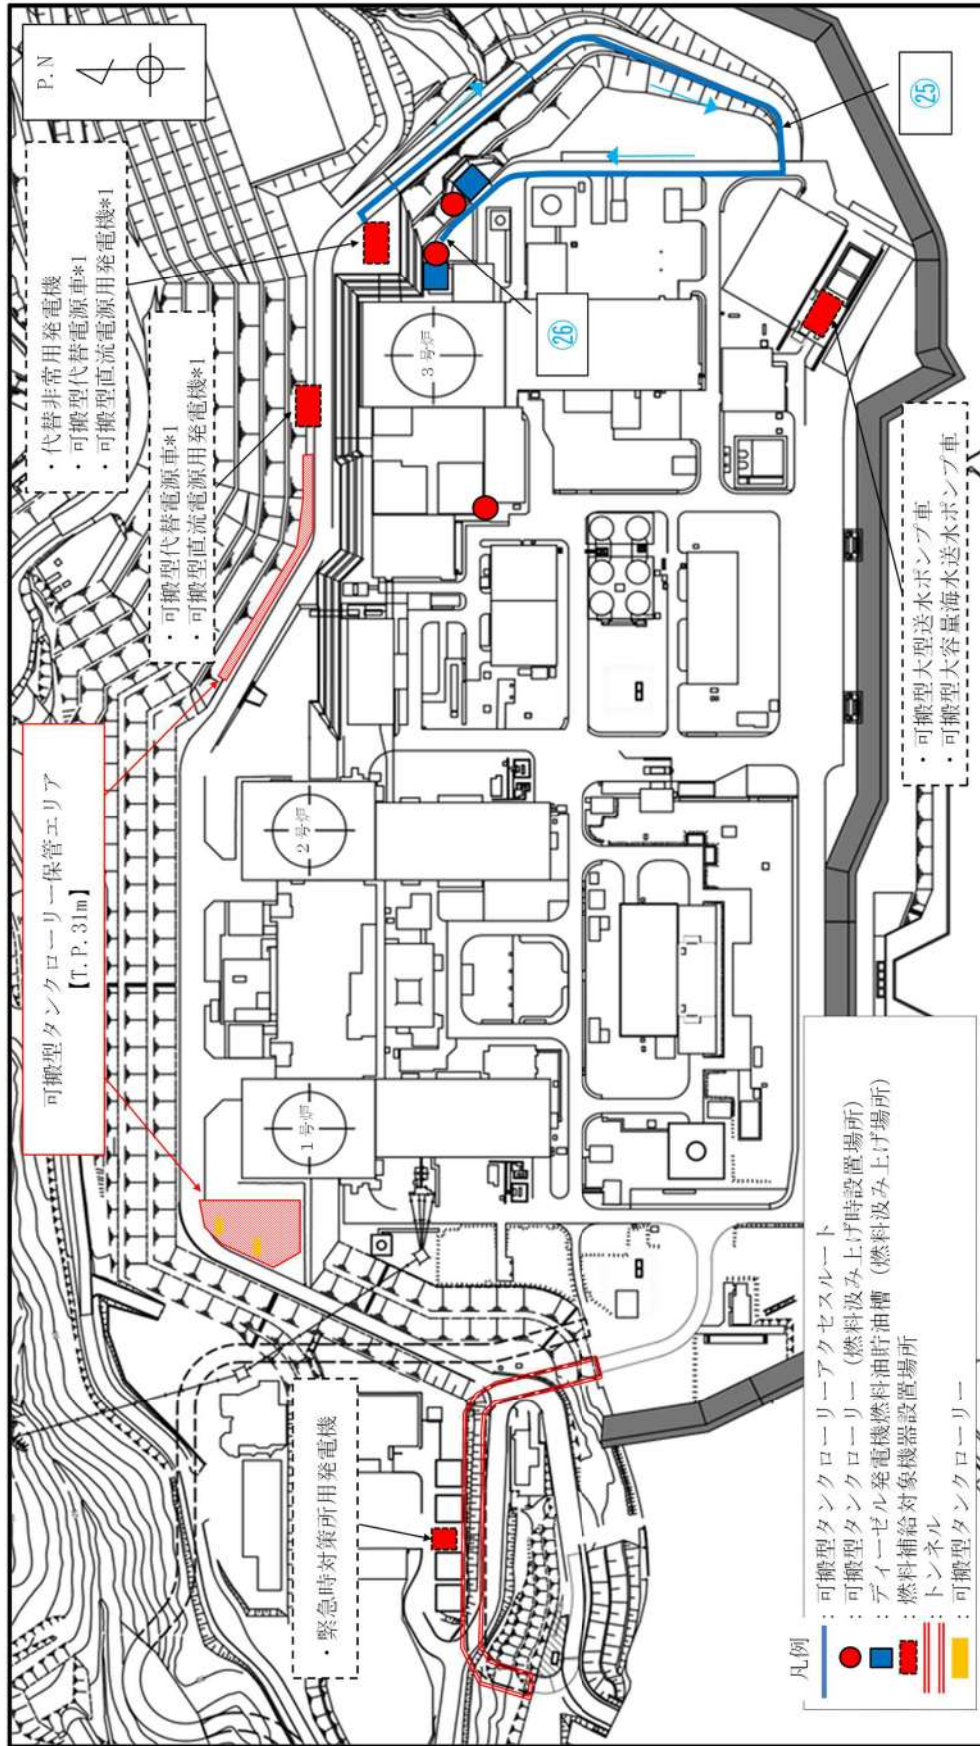 P.N
・代替非常用発電機
・可搬型代替電源車*1
・可搬型直流電源用発電機*1
・可搬型代替電源車*1
・可搬型直流電源用発電機*1
可搬型タンクローリー保管エリア
【T.P.31m】
㉕
㉖
3号炉
2号炉
1号炉
・緊急時対策所用発電機
・可搬型大型送水ポンプ車
・可搬型大容量海水送水ポンプ車
凡例
：可搬型タンクローリーアクセスルート
：可搬型タンクローリー（燃料汲み上げ時設置場所）
：ディーゼル発電機燃料油貯油槽（燃料汲み上げ場所）
：燃料補給対象機器設置場所
：トンネル
：可搬型タンクローリー